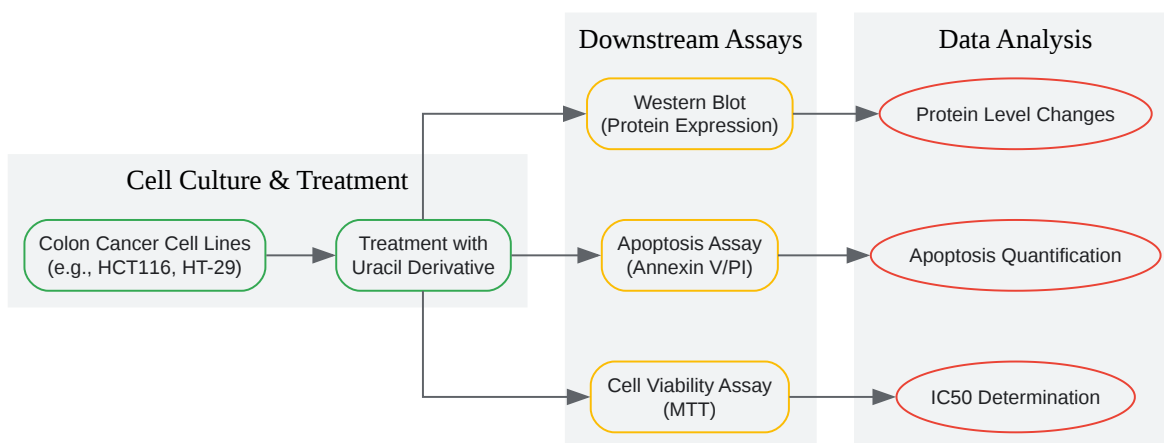 Downstream Assays
Data Analysis
Western Blot
(Protein Expression)
Protein Level Changes
Cell Culture & Treatment
Colon Cancer Cell Lines
(e.g., HCT116, HT-29)
Treatment with
Uracil Derivative
Apoptosis Assay
(Annexin V/PI)
Apoptosis Quantification
Cell Viability Assay
(MTT)
IC50 Determination